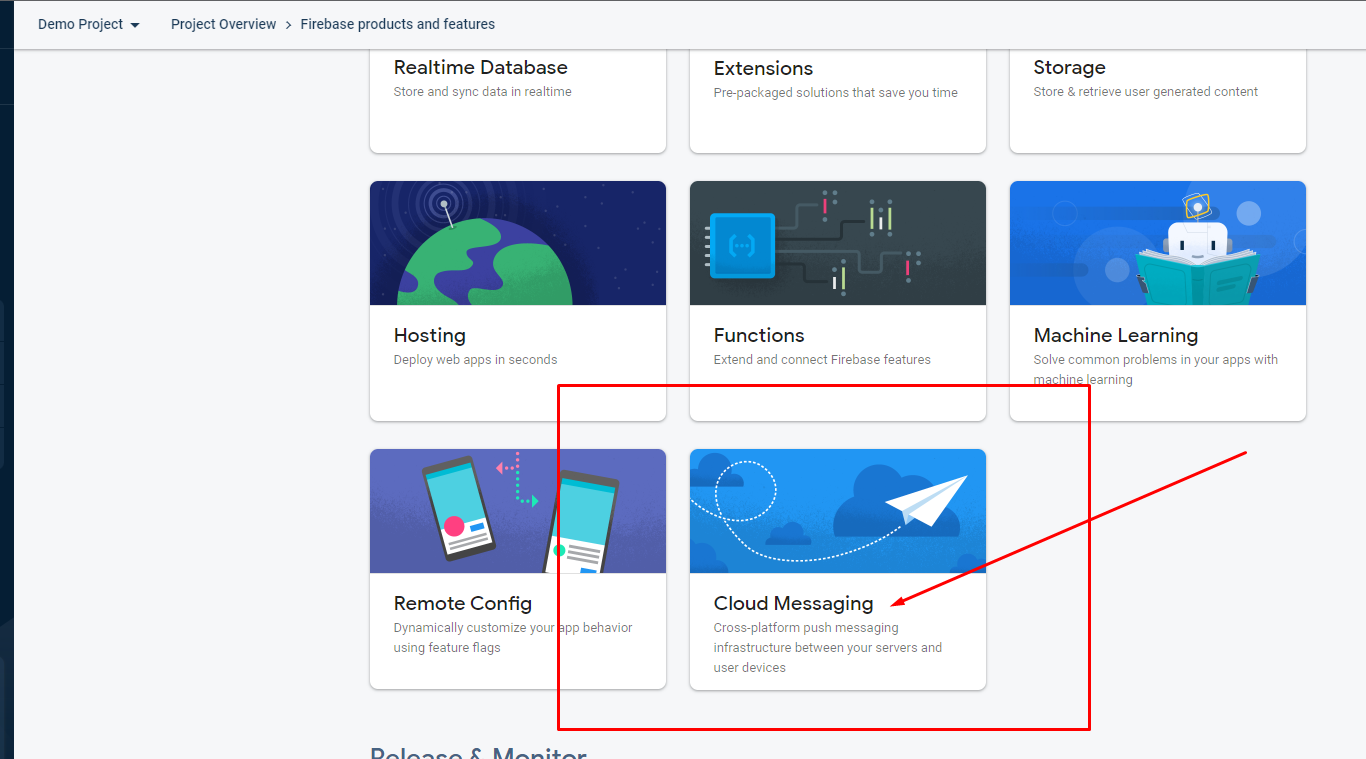 Demo Project
Project Overview > Firebase products and features
Realtime Database
Store and sync data in realtime
Extensions
Pre-packaged solutions that save you time
Storage
Store & retrieve user generated content
Hosting
Deploy web apps in seconds
Functions
Extend and connect Firebase features
Machine Learning
Solve common problems in your apps with
machine learning
Remote Config
Dynamically customize your app behavior
using feature flags
Cloud Messaging
Cross-platform push messaging
infrastructure between your servers and
user devices
Release & Monitor